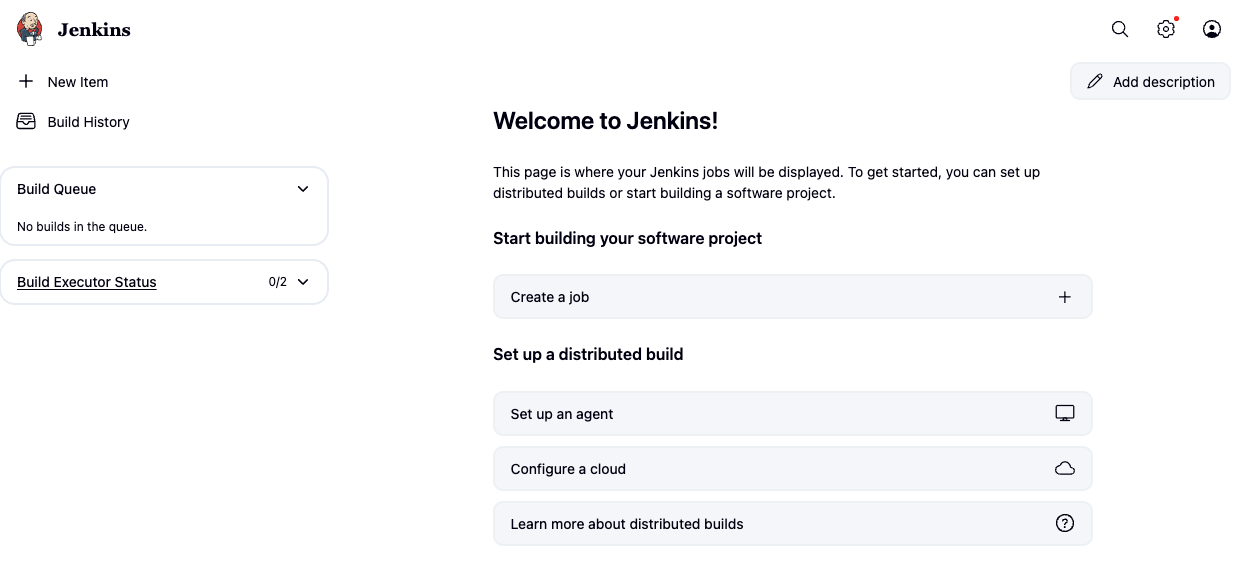 Jenkins
New Item
Build History
Build Queue
No builds in the queue.
Build Executor Status
0/2
Add description
Welcome to Jenkins!
This page is where your Jenkins jobs will be displayed. To get started, you can set up
distributed builds or start building a software project.
Start building your software project
Create a job
Set up a distributed build
Set up an agent
Configure a cloud
Learn more about distributed builds